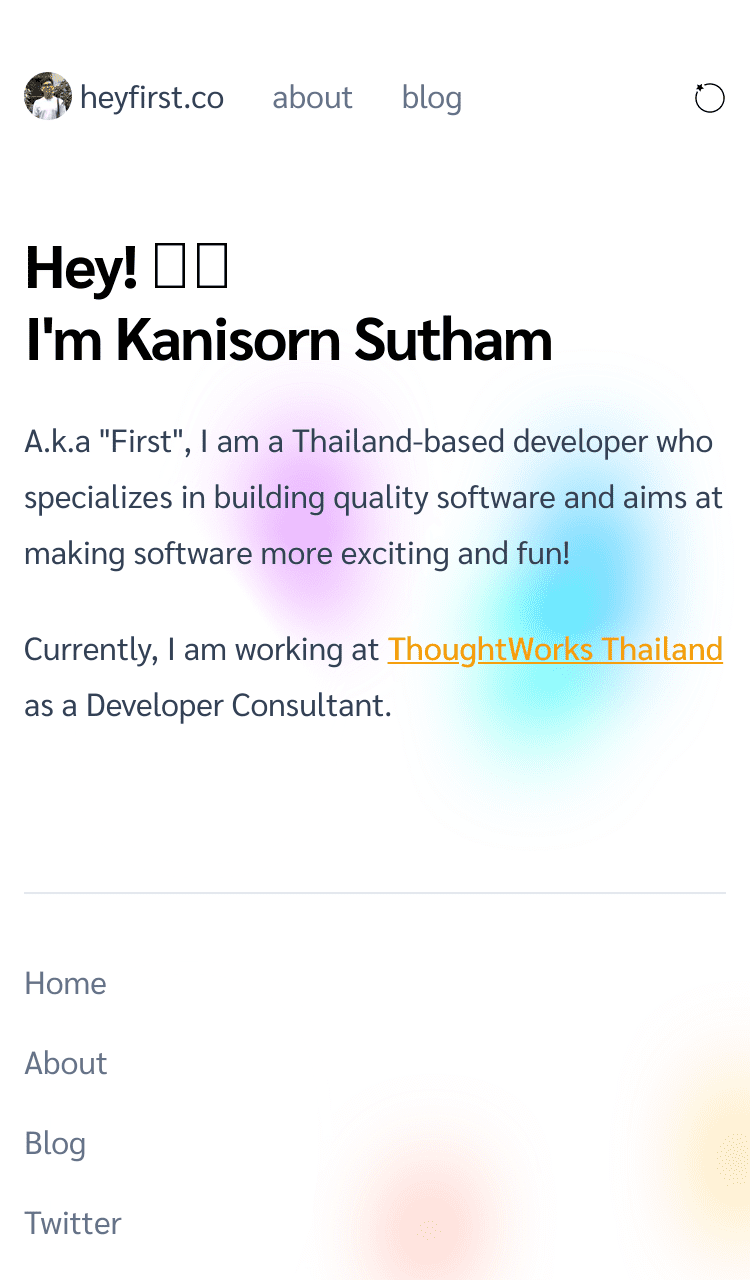 heyfirst.co about blog
Hey! 
I'm Kanisorn Sutham
A.k.a "First", I am a Thailand-based developer who
specializes in building quality software and aims at
making software more exciting and fun!
Currently, I am working at ThoughtWorks Thailand
as a Developer Consultant.
Home
About
Blog
Twitter